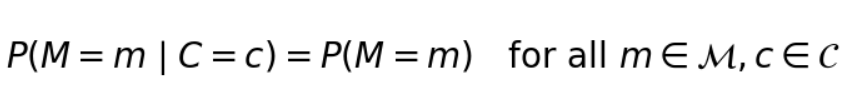 P(M = m | C = c) = P(M = m) for all m ∈ ℳ, c ∈ 𝒞